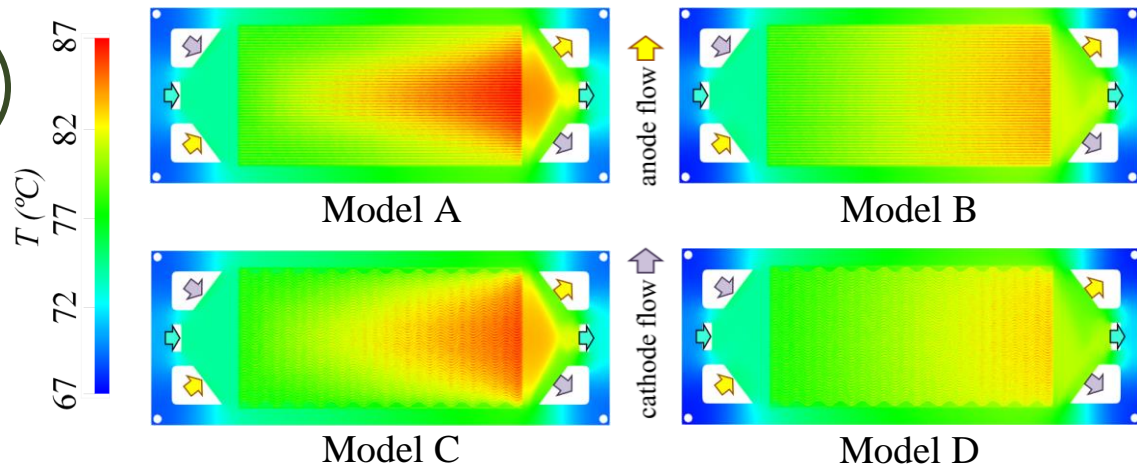 87
82
77
72
67
T (ºC)
Model A
anode flow
Model B
Model C
cathode flow
Model D